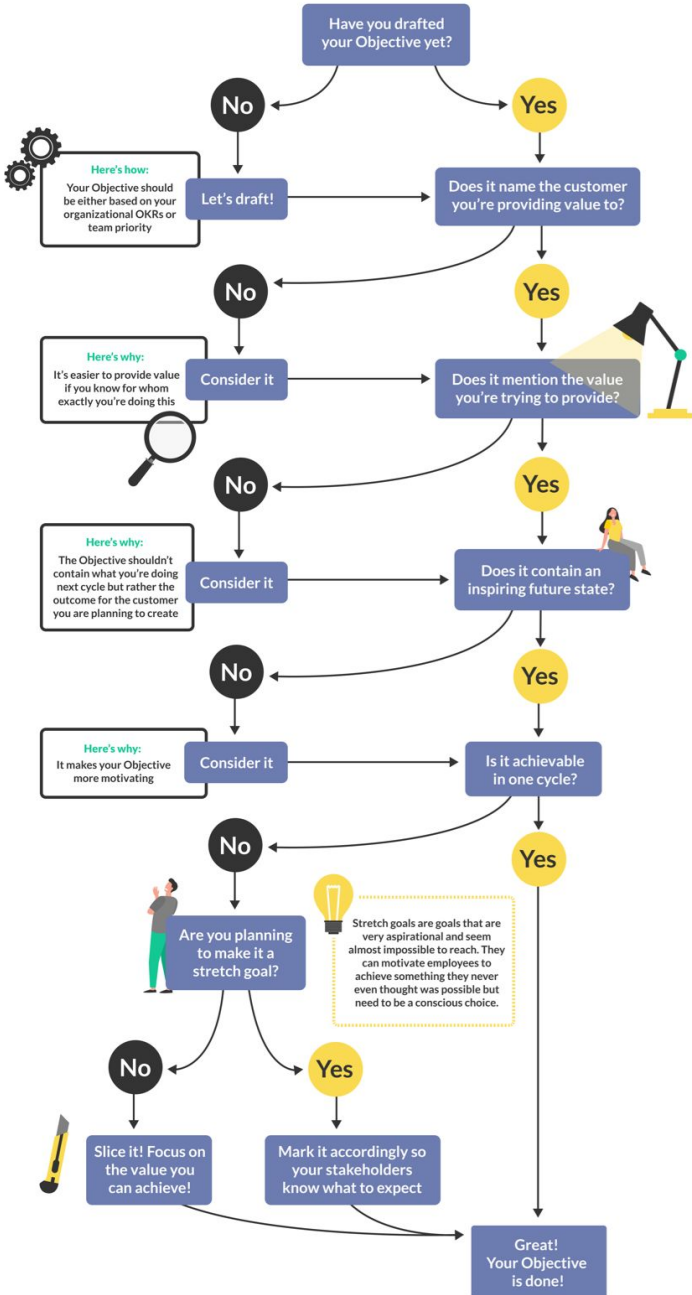 Have you drafted
your Objective yet?
No
Yes
Here's how:
Your Objective should
be either based on your
organizational OKRs or
team priority
Let's draft!
Does it name the customer
you're providing value to?
No
Yes
Here's why:
It's easier to provide value
if you know for whom
exactly you're doing this
Consider it
Does it mention the value
you're trying to provide?
No
Yes
Here's why:
The Objective shouldn't
contain what you're doing
next cycle but rather the
outcome for the customer
you are planning to create
Consider it
Does it contain an
inspiring future state?
No
Yes
Here's why:
It makes your Objective
more motivating
Consider it
Is it achievable
in one cycle?
No
Yes
Are you planning
to make it a
stretch goal?
Stretch goals are goals that are
very aspirational and seem
almost impossible to reach. They
can motivate employees to
achieve something they never
even thought was possible but
need to be a conscious choice.
No
Yes
Slice it! Focus on
the value you
can achieve!
Mark it accordingly so
your stakeholders
know what to expect
Great!
Your Objective
is done!